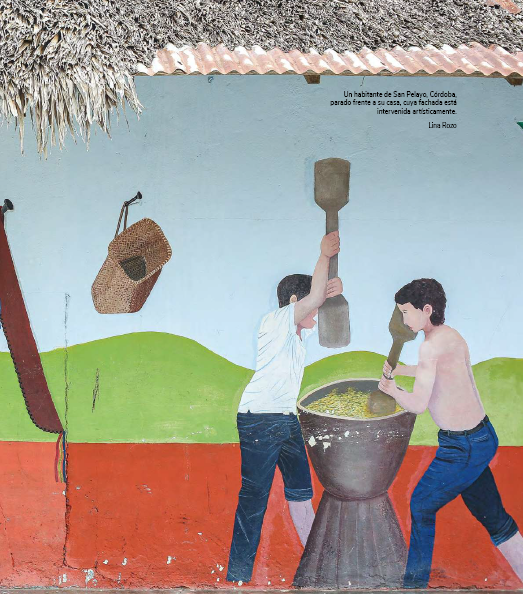 Un habitante de San Pelayo, Córdoba,
parado frente a su casa, cuya fachada está
intervenida artísticamente.
Lina Rozo